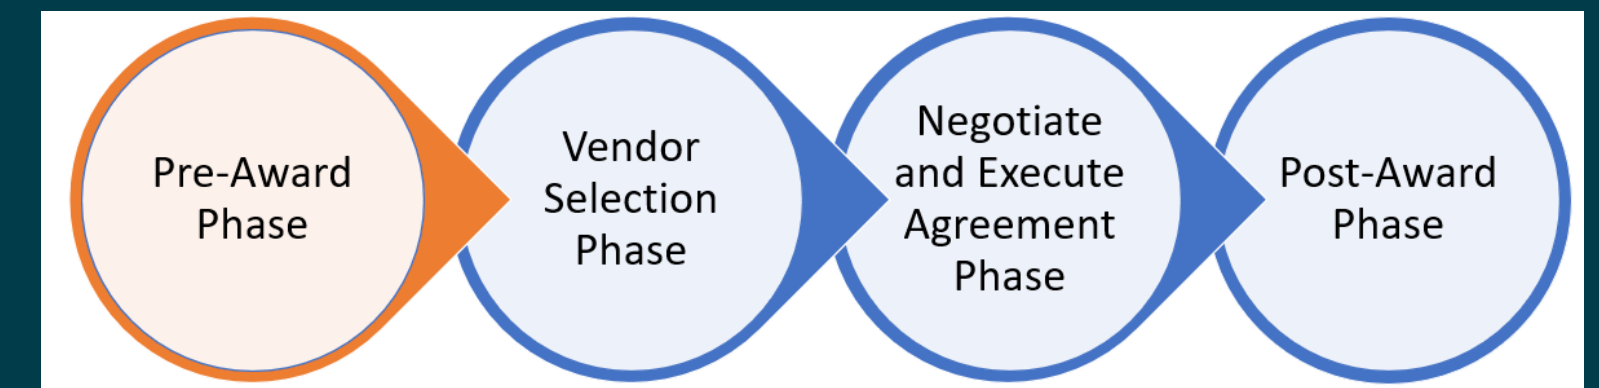 Pre-Award
Phase
Vendor
Selection
Phase
Negotiate
and Execute
Agreement
Phase
Post-Award
Phase